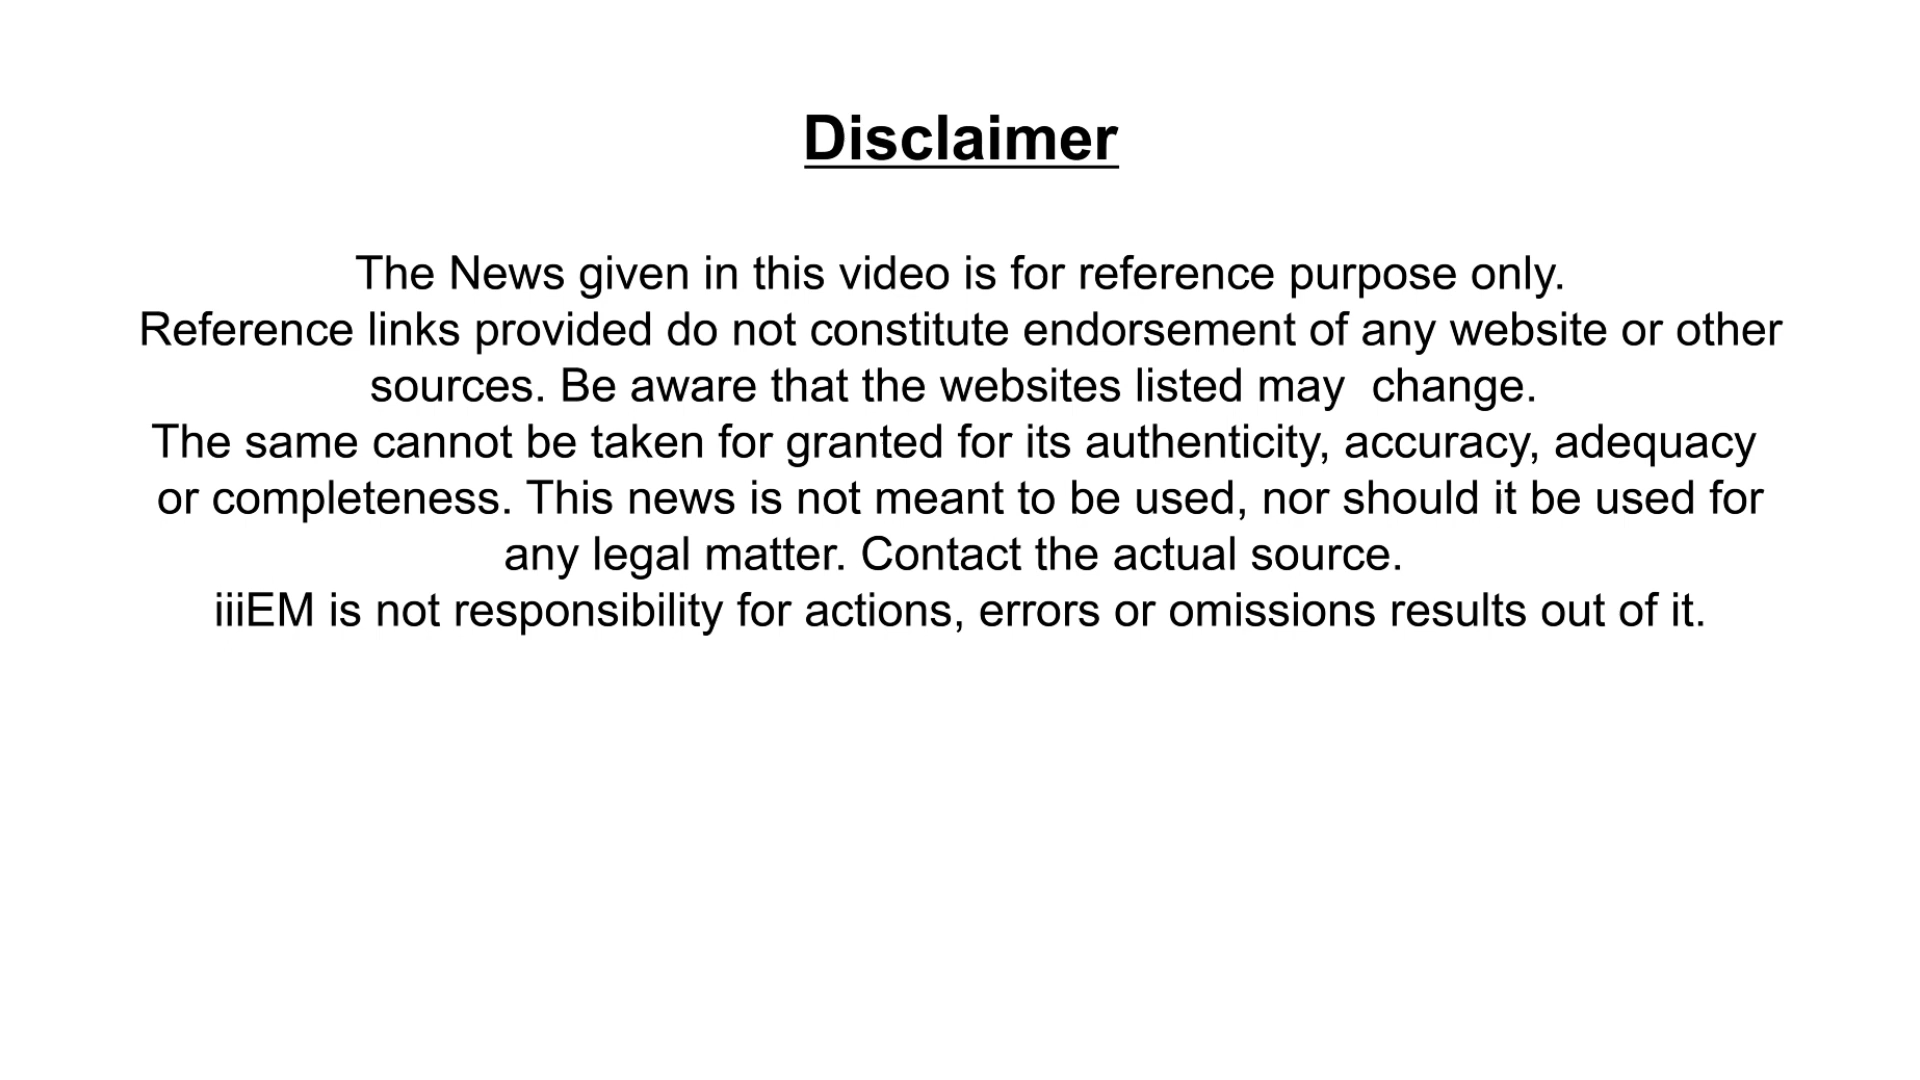 Disclaimer
The News given in this video is for reference purpose only.
Reference links provided do not constitute endorsement of any website or other
sources. Be aware that the websites listed may  change.
The same cannot be taken for granted for its authenticity, accuracy, adequacy
or completeness. This news is not meant to be used, nor should it be used for
any legal matter. Contact the actual source.
iiiEM is not responsibility for actions, errors or omissions results out of it.